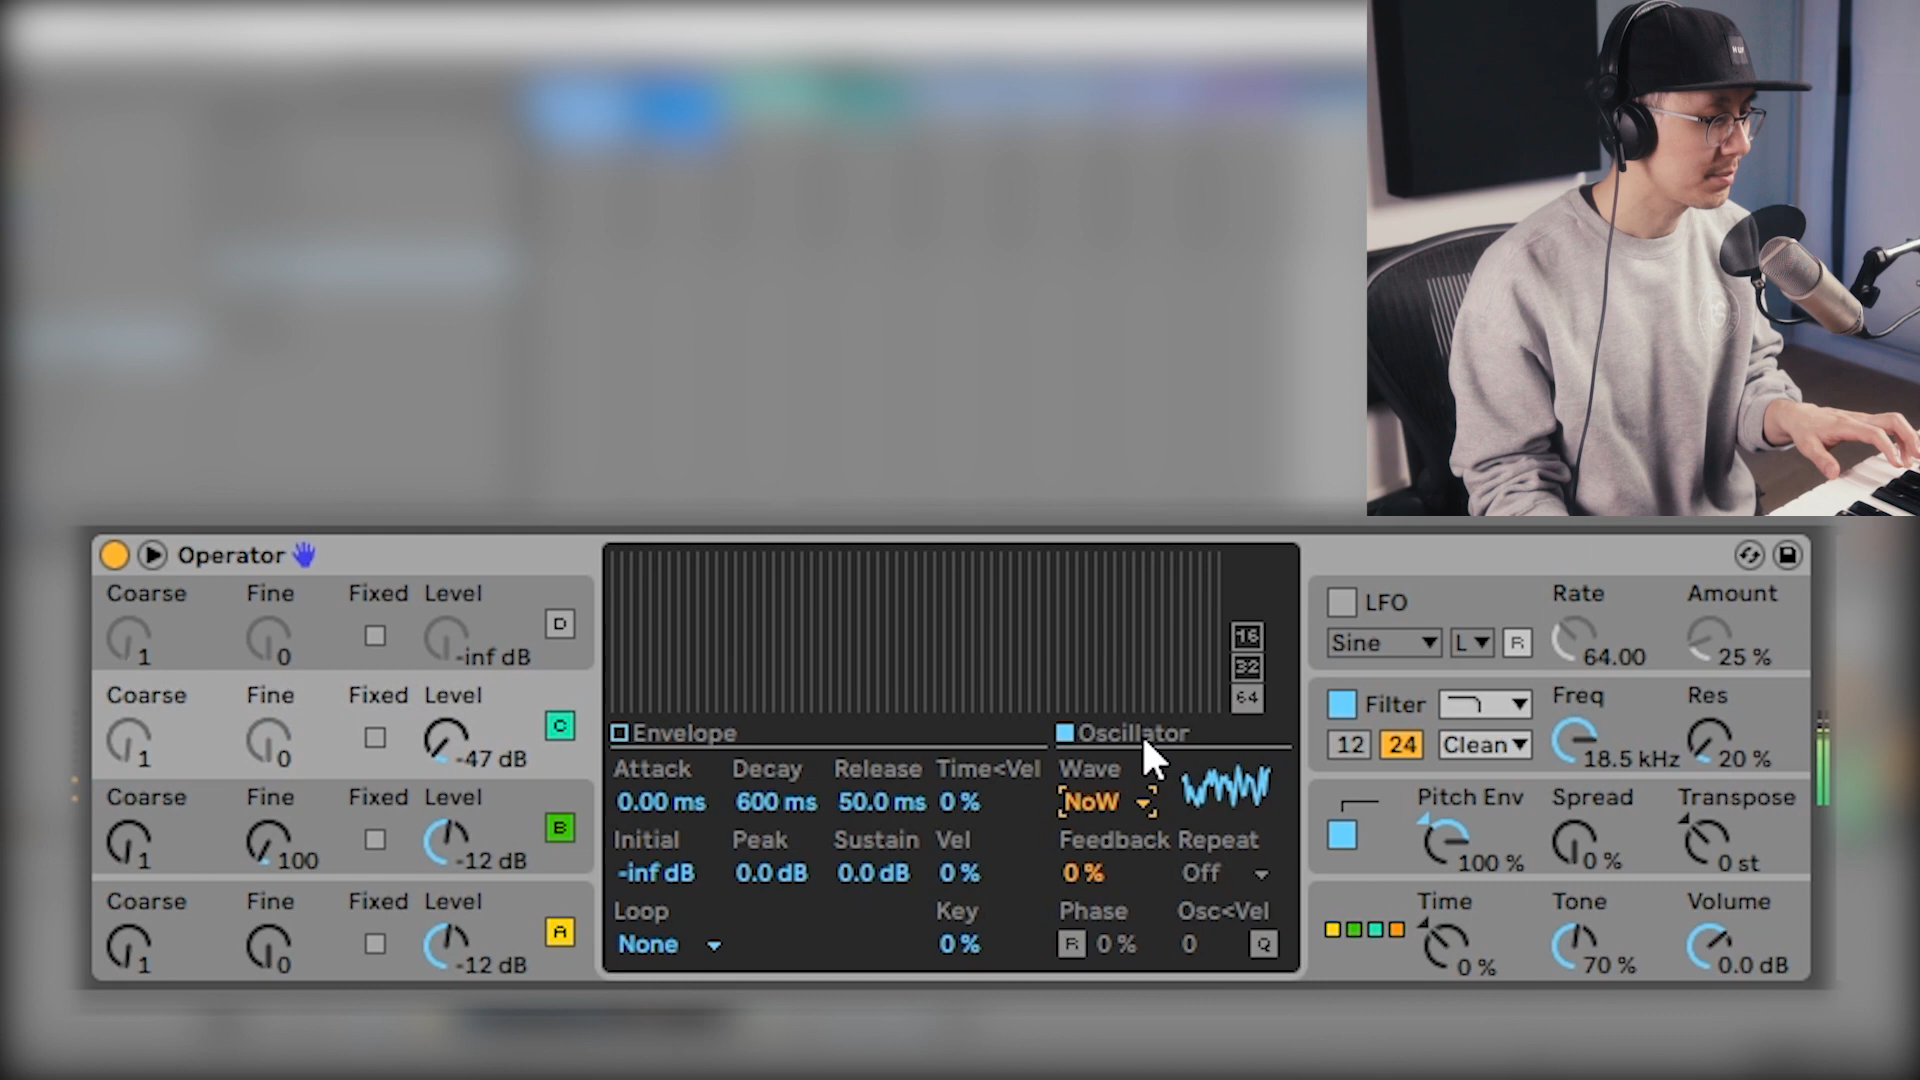 HUF
Operator
Coarse Fine Fixed Level
1 0 -inf dB D
Coarse Fine Fixed Level
1 0 -47 dB C
Coarse Fine Fixed Level
1 100 -12 dB B
Coarse Fine Fixed Level
1 0 -12 dB A
16
32
64
Envelope Oscillator
Attack Decay Release Time<Vel Wave
0.00 ms 600 ms 50.0 ms 0 % NoW
Initial Peak Sustain Vel Feedback Repeat
-inf dB 0.0 dB 0.0 dB 0 % 0 % Off
Loop Key Phase Osc<Vel
None 0 % R 0 % 0 Q
LFO Rate Amount
Sine L R 64.00 25 %
Filter Freq Res
12 24 Clean 18.5 kHz 20 %
Pitch Env Spread Transpose
100 % 0 % 0 st
Time Tone Volume
0 % 70 % 0.0 dB